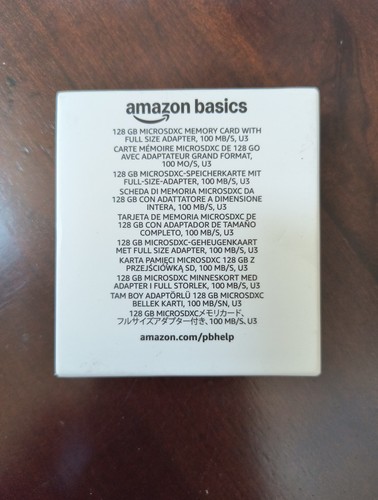 amazon basics
128 GB MICROSDXC MEMORY CARD WITH
FULL SIZE ADAPTER, 100 MB/S, U3
CARTE MÉMOIRE MICROSDXC DE 128 GO
AVEC ADAPTATEUR GRAND FORMAT,
100 MO/S, U3
128 GB MICROSDXC-SPEICHERKARTE MIT
FULL-SIZE-ADAPTER, 100 MB/S, U3
SCHEDA DI MEMORIA MICROSDXC DA
128 GB CON ADATTATORE A DIMENSIONE
INTERA, 100 MB/S, U3
TARJETA DE MEMORIA MICROSDXC DE
128 GB CON ADAPTADOR DE TAMAÑO
COMPLETO, 100 MB/S, U3
128 GB MICROSDXC-GEHEUGENKAART
MET FULL SIZE ADAPTER, 100 MB/S, U3
KARTA PAMIĘCI MICROSDXC 128 GB Z
PRZEJŚCIÓWKĄ SD, 100 MB/S, U3
128 GB MICROSDXC MINNESKORT MED
ADAPTER I FULL STORLEK, 100 MB/S, U3
TAM BOY ADAPTÖRLÜ 128 GB MICROSDXC
BELLEK KARTI, 100 MB/SN, U3
128 GB MICROSDXCメモリカード、
フルサイズアダプター付き、100 MB/S、U3
amazon.com/pbhelp